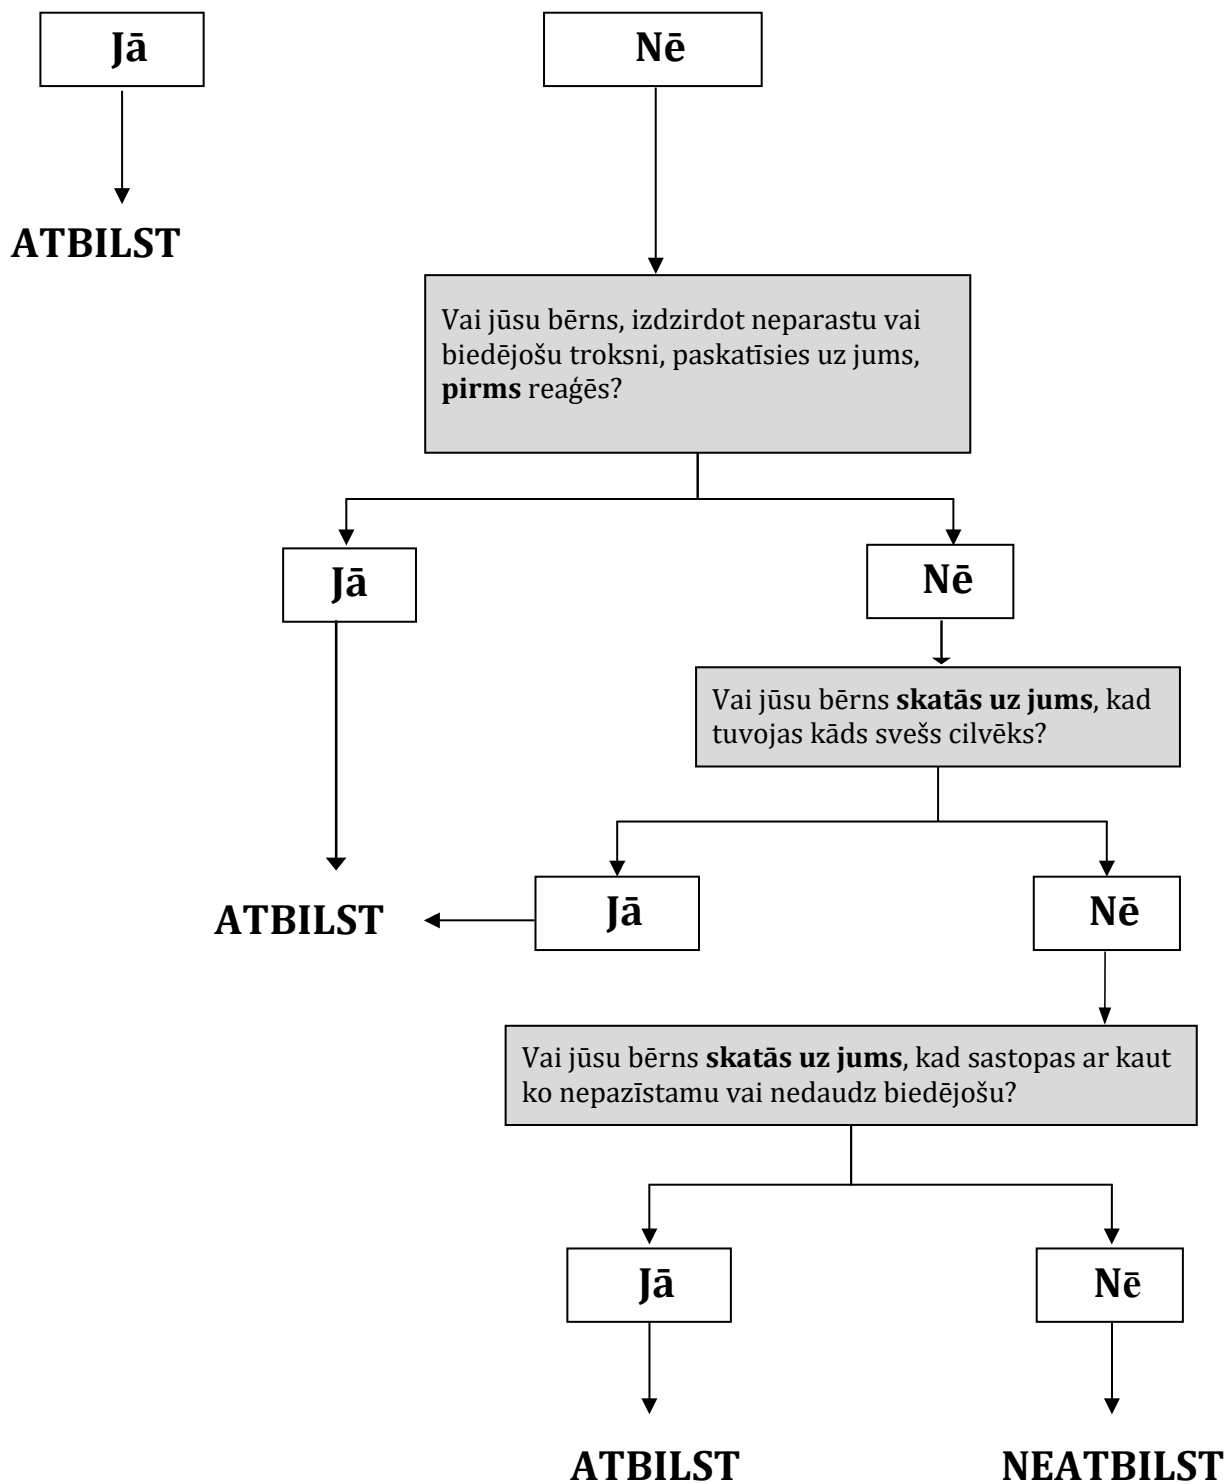 Jā
Nē
ATBILST
Vai jūsu bērns, izdzirdot neparastu vai
biedējošu troksni, paskatīsies uz jums,
pirms reaģēs?
Jā
Nē
Vai jūsu bērns skatās uz jums, kad
tuvojas kāds svešs cilvēks?
ATBILST
Jā
Nē
Vai jūsu bērns skatās uz jums, kad sastopas ar kaut
ko nepazīstamu vai nedaudz biedējošu?
Jā
Nē
ATBILST
NEATBILST